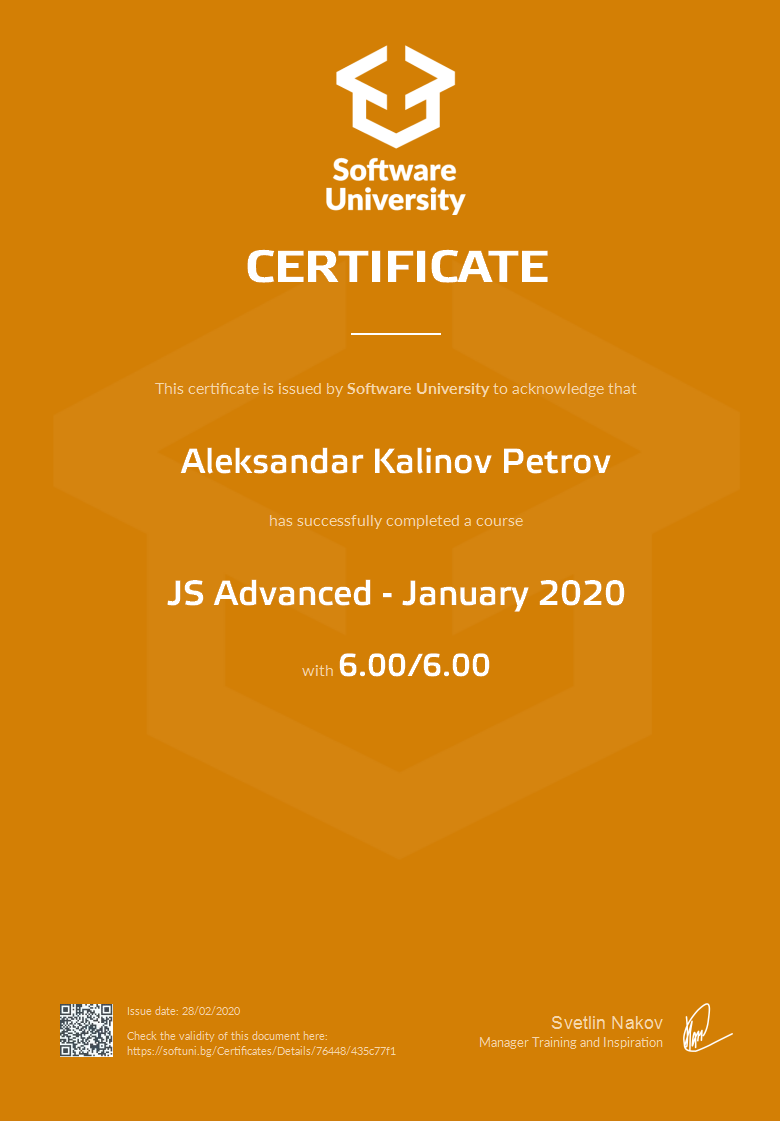 Software
University
CERTIFICATE
This certificate is issued by Software University to acknowledge that
Aleksandar Kalinov Petrov
has successfully completed a course
JS Advanced - January 2020
with 6.00/6.00
Issue date: 28/02/2020
Check the validity of this document here:
https://softuni.bg/Certificates/Details/76448/435c77f1
Svetlin Nakov
Manager Training and Inspiration